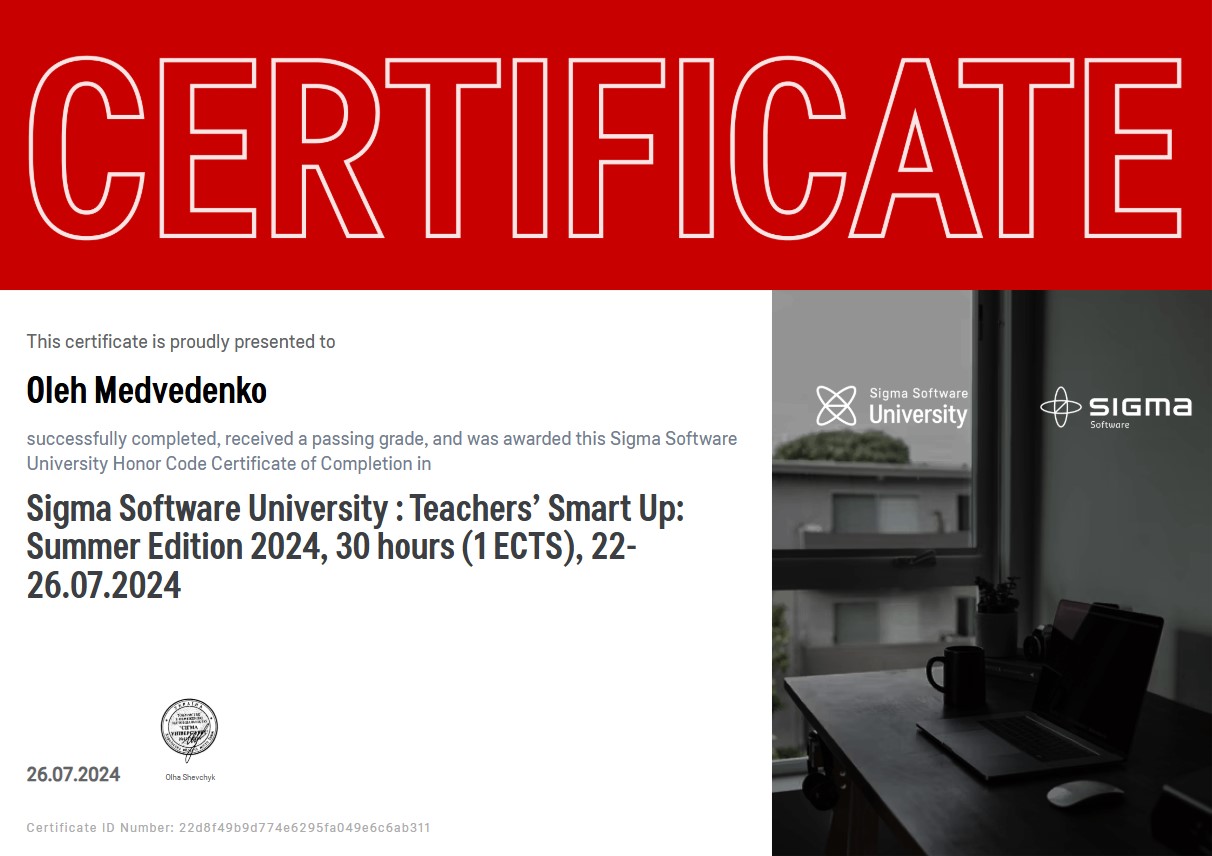 CERTIFICATE
This certificate is proudly presented to
Oleh Medvedenko
successfully completed, received a passing grade, and was awarded this Sigma Software
University Honor Code Certificate of Completion in
Sigma Software University : Teachers’ Smart Up:
Summer Edition 2024, 30 hours (1 ECTS), 22-
26.07.2024
Sigma Software
University
sigma
Software
УКРАЇНА
26.07.2024
Olha Shevchyk
Certificate ID Number: 22d8f49b9d774e6295fa049e6c6ab311